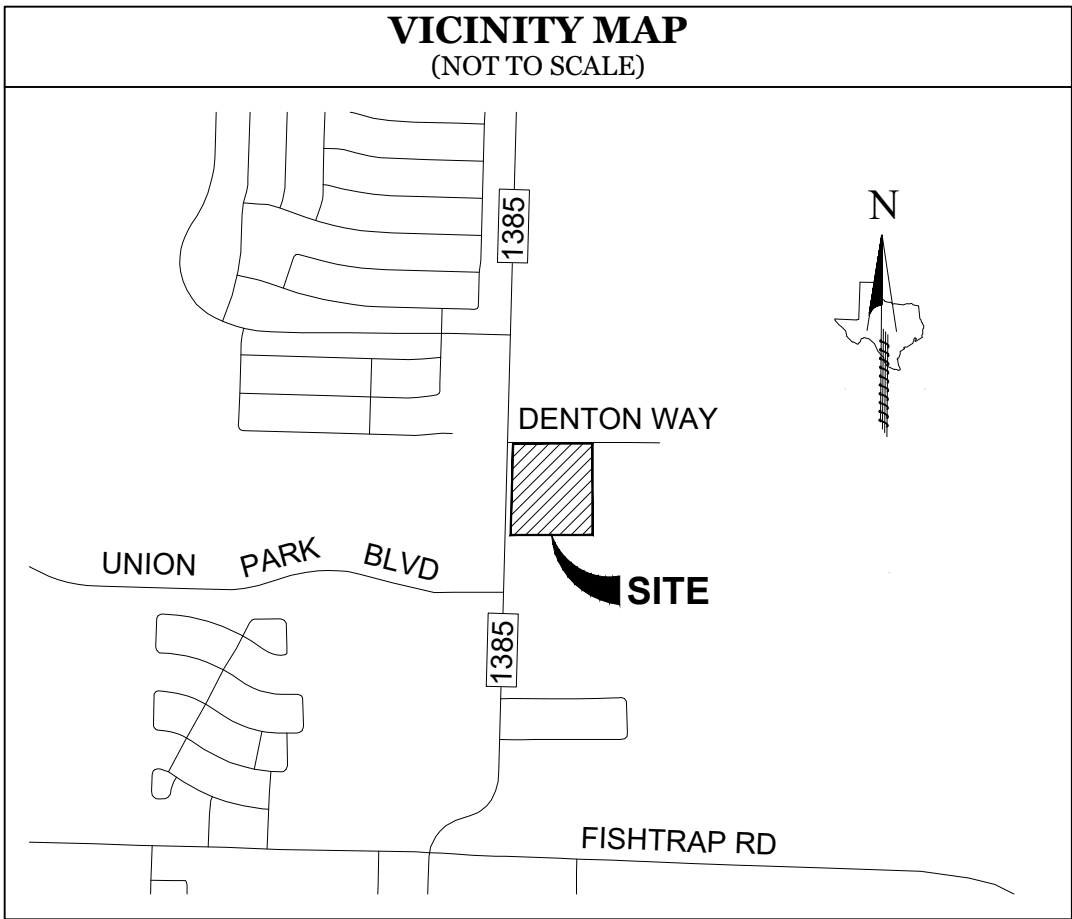 VICINITY MAP
(NOT TO SCALE)
1385
N
DENTON WAY
UNION PARK BLVD
SITE
1385
FISHTRAP RD